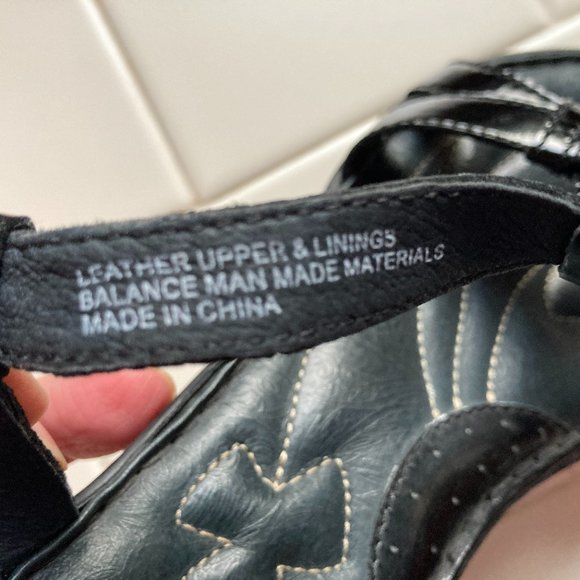 LEATHER UPPER & LININGS
BALANCE MAN MADE MATERIALS
MADE IN CHINA